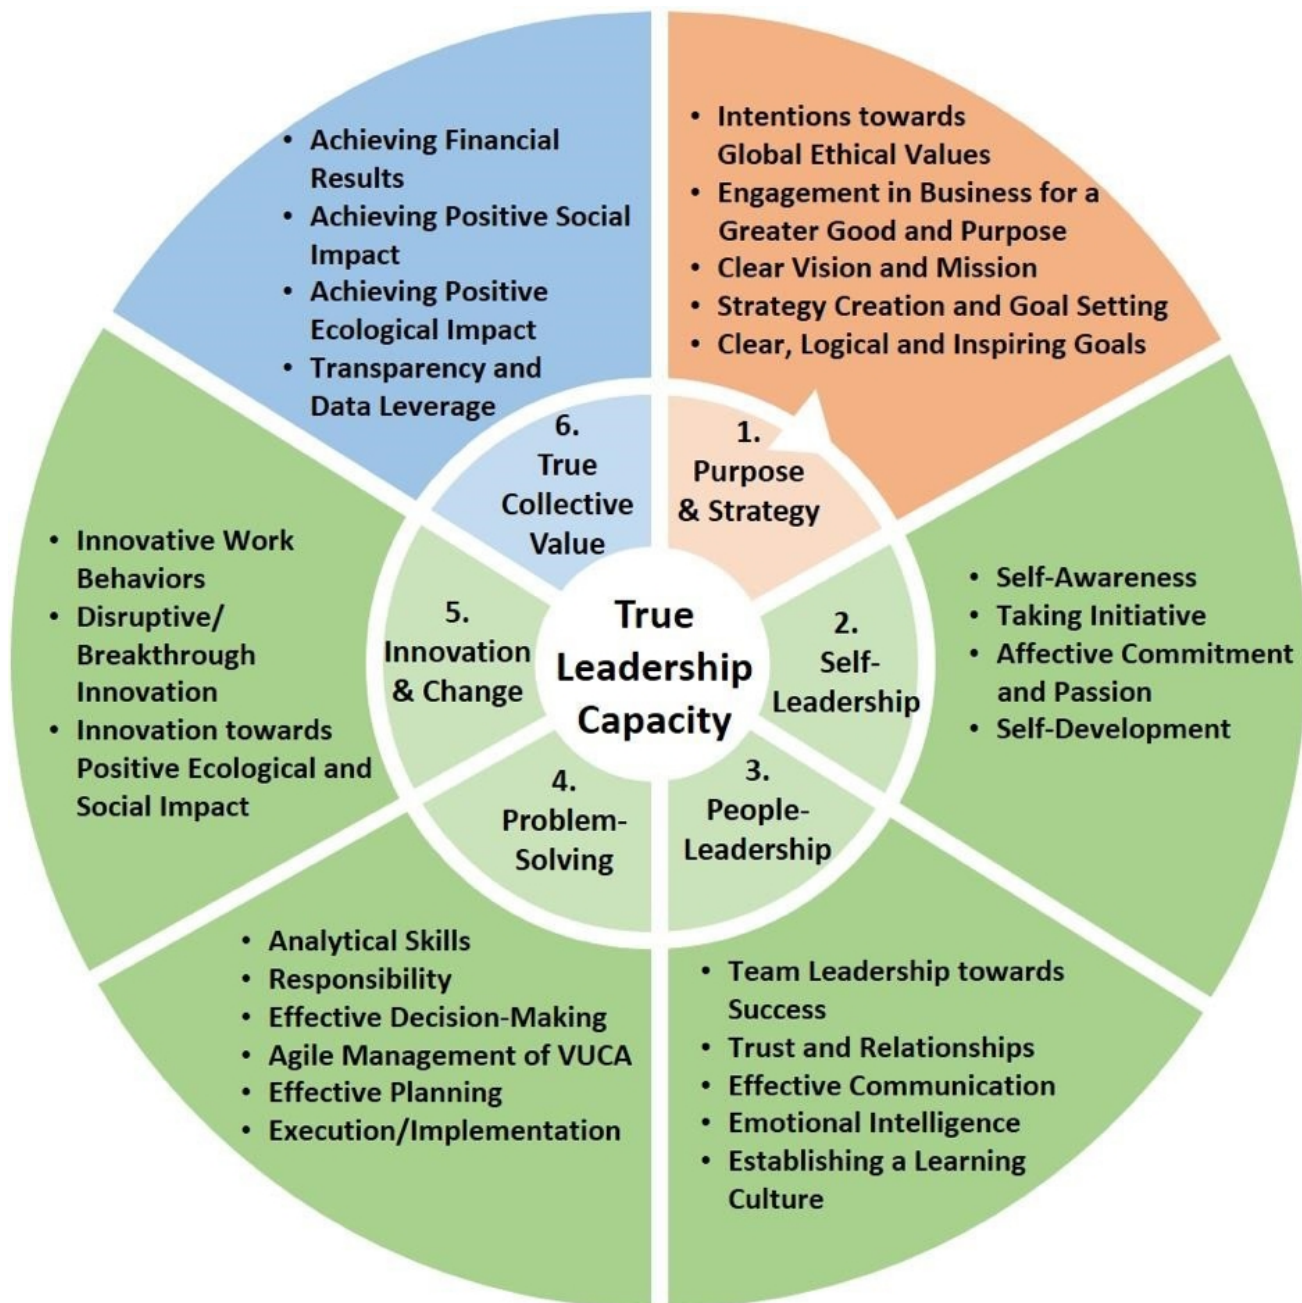 True
Leadership
Capacity
1.
Purpose
& Strategy
• Intentions towards
Global Ethical Values
• Engagement in Business for a
Greater Good and Purpose
• Clear Vision and Mission
• Strategy Creation and Goal Setting
• Clear, Logical and Inspiring Goals
2.
Self-
Leadership
• Self-Awareness
• Taking Initiative
• Affective Commitment
and Passion
• Self-Development
3.
People-
Leadership
• Team Leadership towards
Success
• Trust and Relationships
• Effective Communication
• Emotional Intelligence
• Establishing a Learning
Culture
4.
Problem-
Solving
• Analytical Skills
• Responsibility
• Effective Decision-Making
• Agile Management of VUCA
• Effective Planning
• Execution/Implementation
5.
Innovation
& Change
• Innovative Work
Behaviors
• Disruptive/
Breakthrough
Innovation
• Innovation towards
Positive Ecological and
Social Impact
6.
True
Collective
Value
• Achieving Financial
Results
• Achieving Positive Social
Impact
• Achieving Positive
Ecological Impact
• Transparency and
Data Leverage